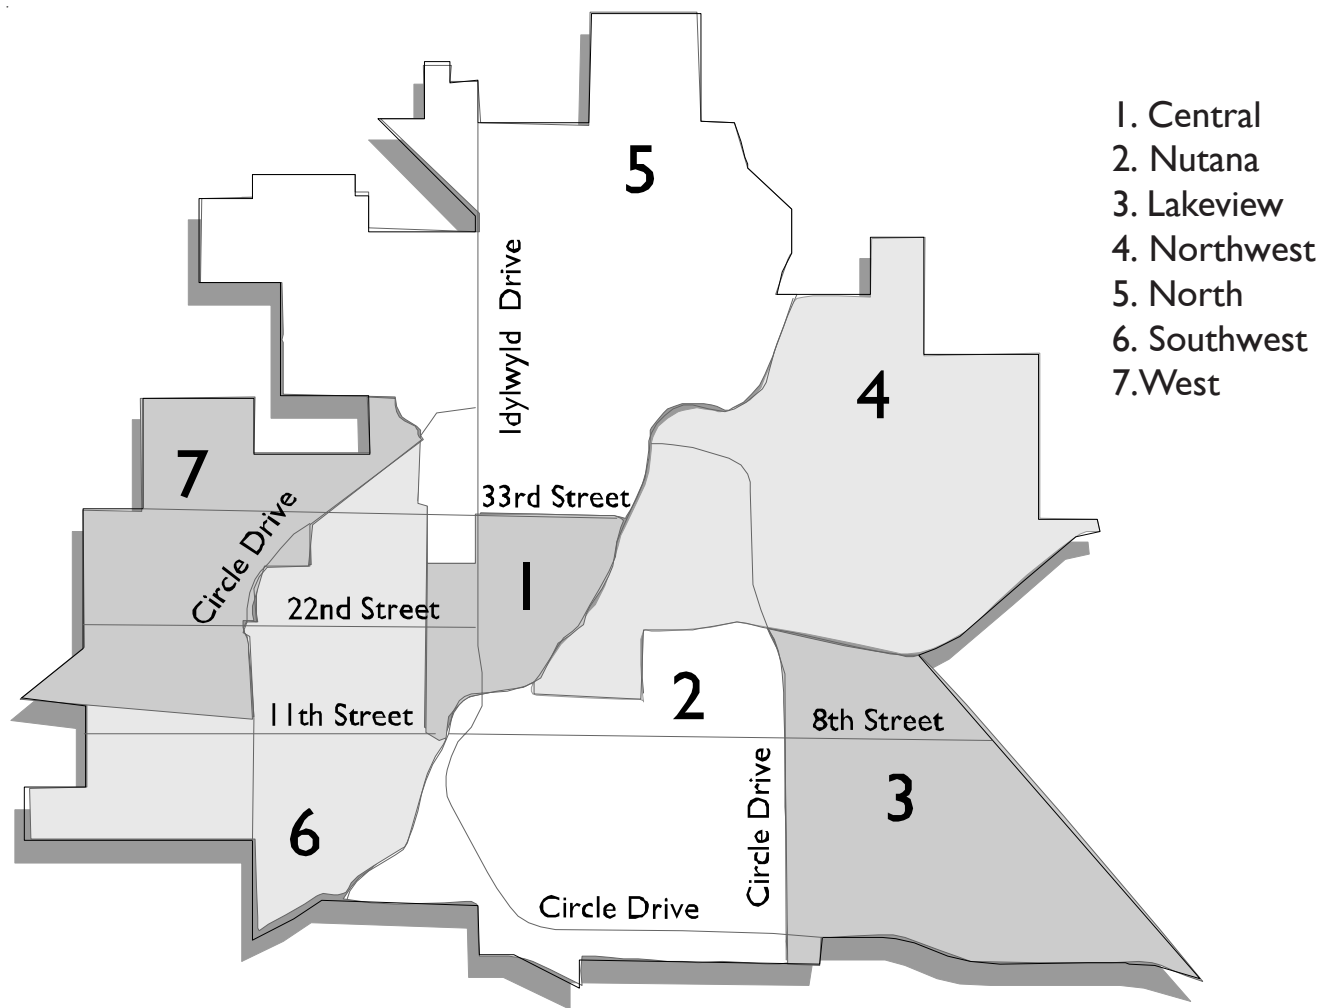 5
1. Central
2. Nutana
3. Lakeview
4. Northwest
5. North
6. Southwest
7.West
Idylwyld Drive
4
7
33rd Street
Circle Drive
1
22nd Street
2
11th Street
8th Street
3
Circle Drive
6
Circle Drive